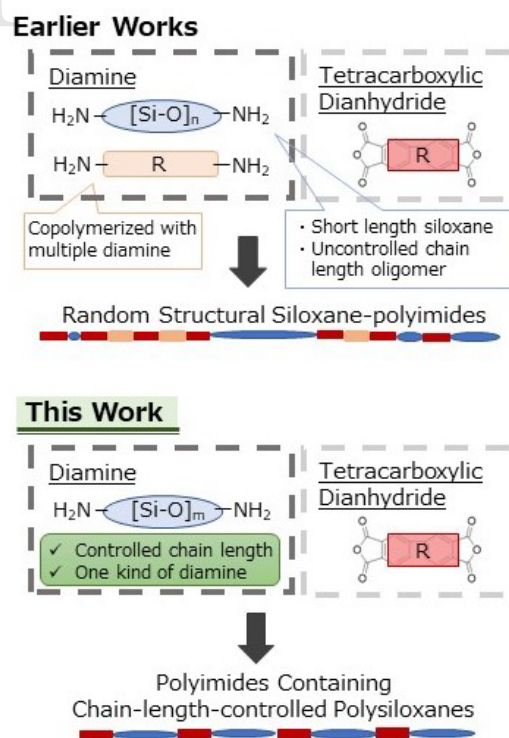 Earlier Works
Diamine
H₂N
[Si-O]ₙ
NH₂
H₂N
R
NH₂
Tetracarboxylic
Dianhydride
O
O
O
R
O
O
O
Copolymerized with
multiple diamine
・Short length siloxane
・Uncontrolled chain
length oligomer
Random Structural Siloxane-polyimides
This Work
Diamine
H₂N
[Si-O]ₘ
NH₂
✓ Controlled chain length
✓ One kind of diamine
Tetracarboxylic
Dianhydride
O
O
O
R
O
O
O
Polyimides Containing
Chain-length-controlled Polysiloxanes